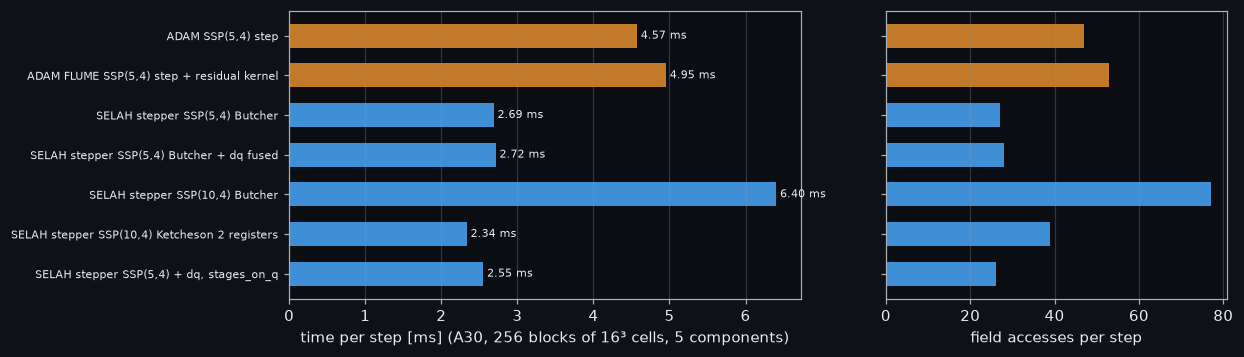 ADAM SSP(5,4) step
4.57 ms
ADAM FLUME SSP(5,4) step + residual kernel
4.95 ms
SELAH stepper SSP(5,4) Butcher
2.69 ms
SELAH stepper SSP(5,4) Butcher + dq fused
2.72 ms
SELAH stepper SSP(10,4) Butcher
6.40 ms
SELAH stepper SSP(10,4) Ketcheson 2 registers
2.34 ms
SELAH stepper SSP(5,4) + dq, stages_on_q
2.55 ms
0 1 2 3 4 5 6
time per step [ms] (A30, 256 blocks of 16³ cells, 5 components)
0 20 40 60 80
field accesses per step